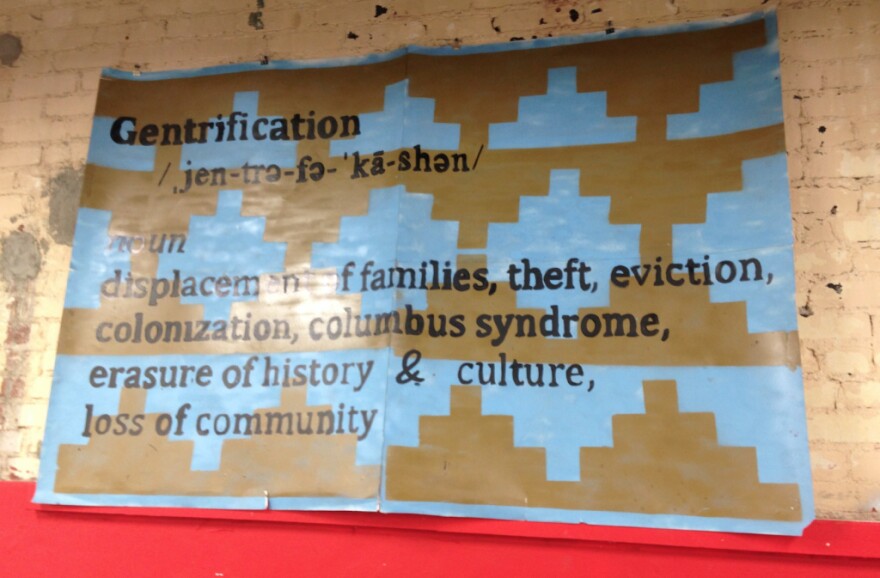 Gentrification
/ˌjen-trə-fə-ˈkā-shən/
noun
displacement of families, theft, eviction,
colonization, columbus syndrome,
erasure of history & culture,
loss of community